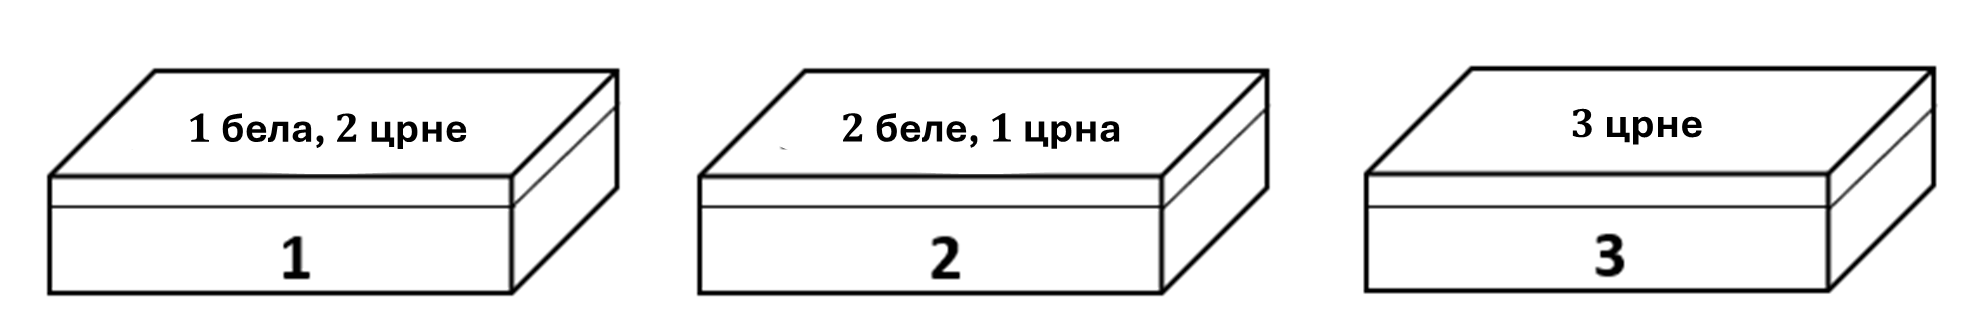 1 бела, 2 црне
2 беле, 1 црна
3 црне
1
2
3